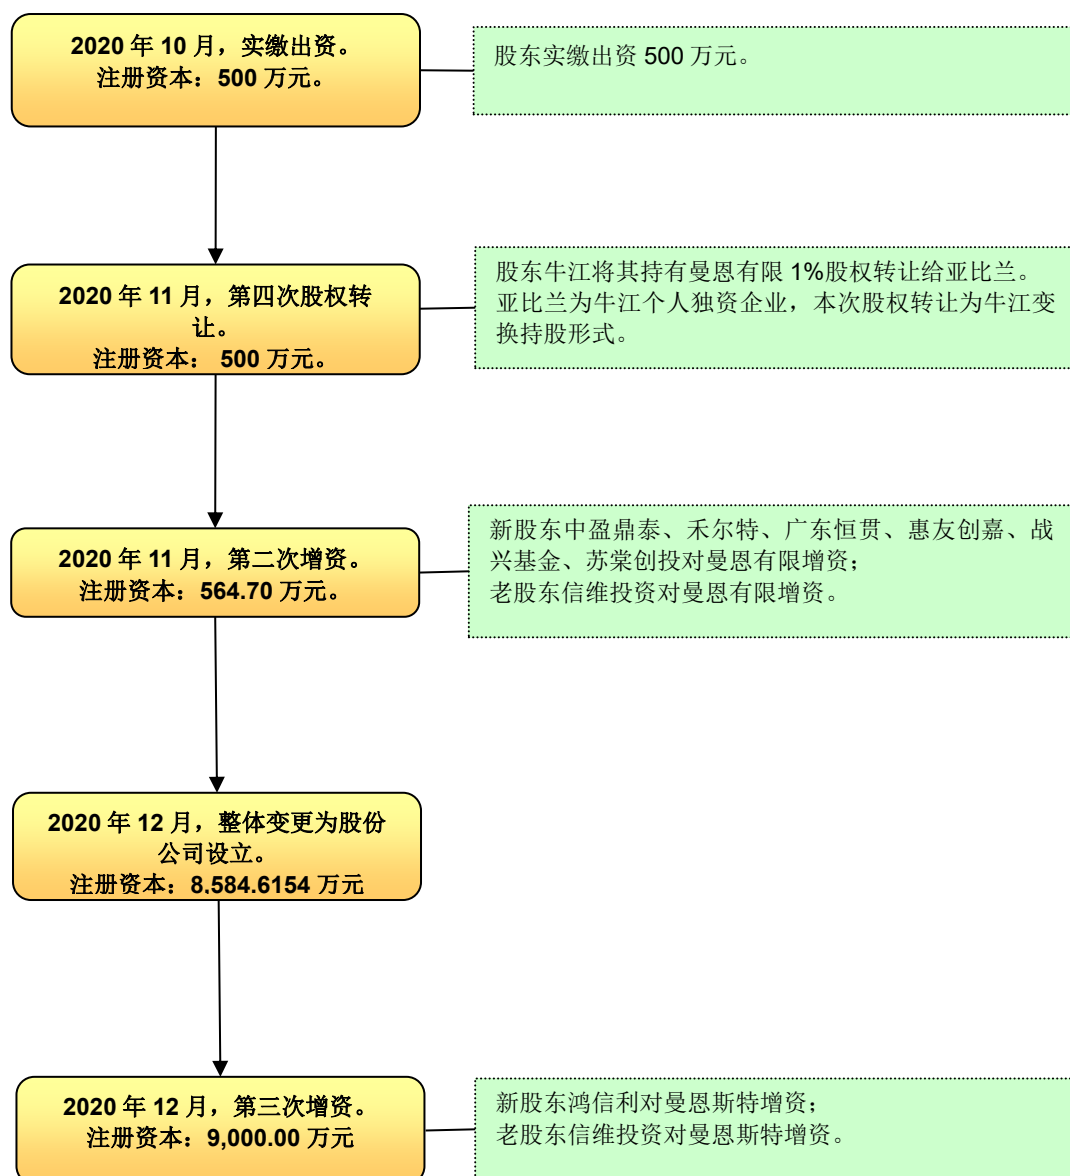 2020 年 10 月，实缴出资。
注册资本：500 万元。
股东实缴出资 500 万元。
2020 年 11 月，第四次股权转
让。
注册资本： 500 万元。
股东牛江将其持有曼恩有限 1%股权转让给亚比兰。
亚比兰为牛江个人独资企业，本次股权转让为牛江变
换持股形式。
2020 年 11 月，第二次增资。
注册资本：564.70 万元。
新股东中盈鼎泰、禾尔特、广东恒贯、惠友创嘉、战
兴基金、苏棠创投对曼恩有限增资；
老股东信维投资对曼恩有限增资。
2020 年 12 月，整体变更为股份
公司设立。
注册资本：8,584.6154 万元
2020 年 12 月，第三次增资。
注册资本：9,000.00 万元
新股东鸿信利对曼恩斯特增资；
老股东信维投资对曼恩斯特增资。